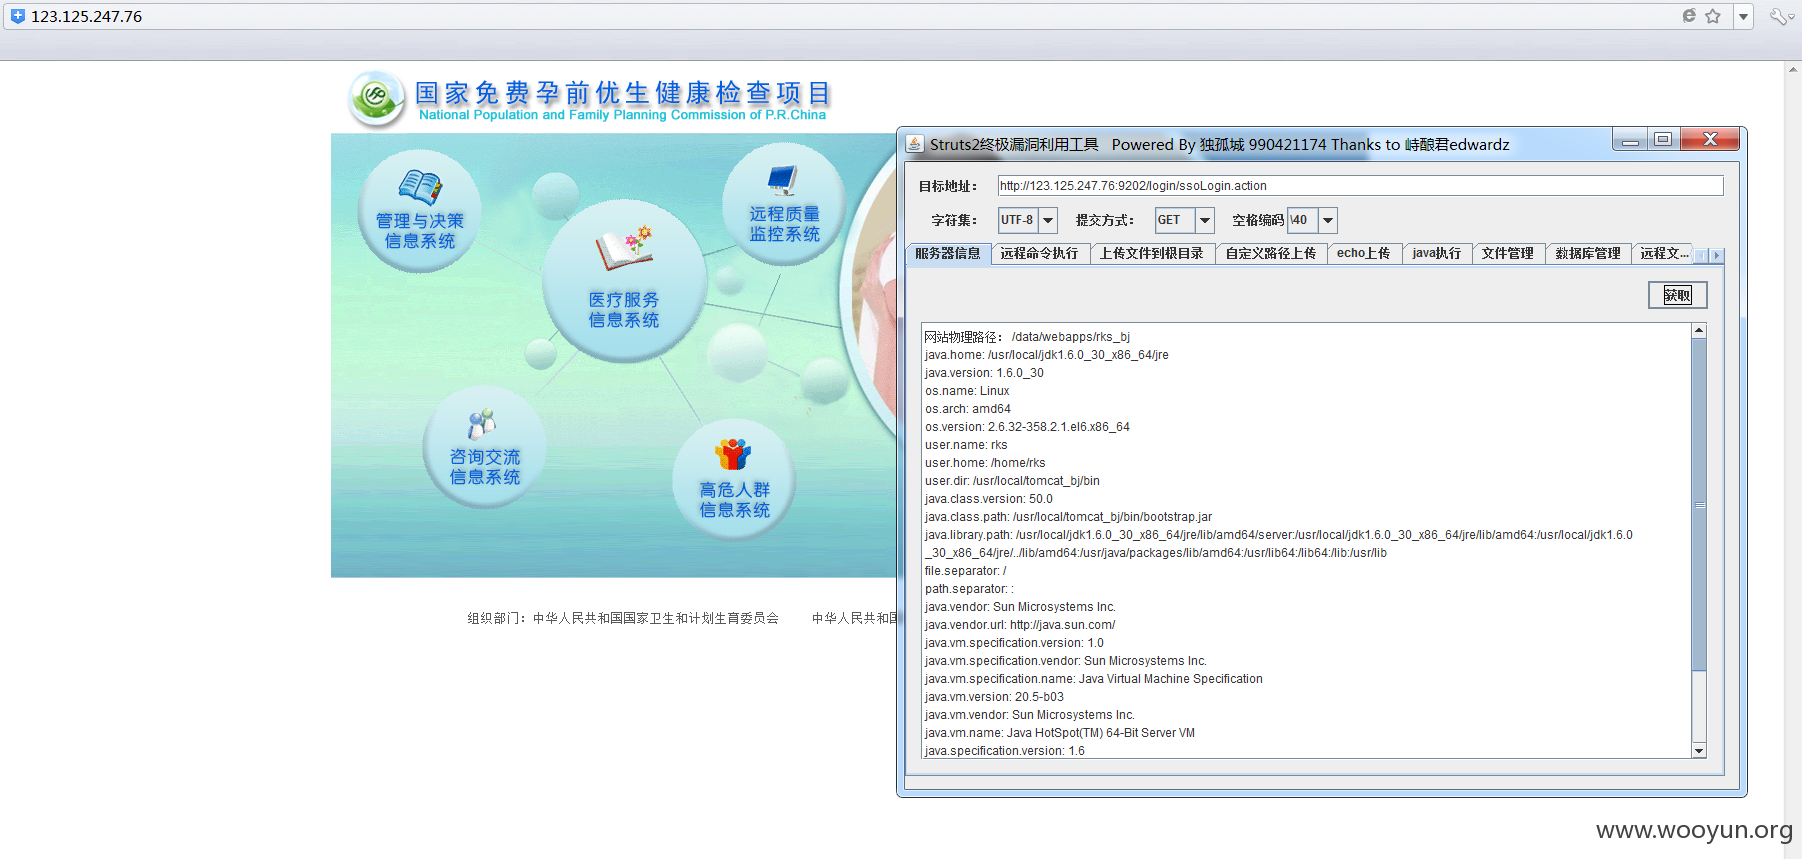 123.125.247.76
国家免费孕前优生健康检查项目
National Population and Family Planning Commission of P.R.China
管理与决策
信息系统
远程质量
监控系统
医疗服务
信息系统
咨询交流
信息系统
高危人群
信息系统
组织部门：中华人民共和国国家卫生和计划生育委员会 中华人民共和国
Struts2终极漏洞利用工具 Powered By 独孤城 990421174 Thanks to 峙酿君edwardz
目标地址： http://123.125.247.76:9202/login/ssoLogin.action
字符集： UTF-8 提交方式： GET 空格编码 \40
服务器信息 远程命令执行 上传文件到根目录 自定义路径上传 echo上传 java执行 文件管理 数据库管理 远程文...
获取
网站物理路径： /data/webapps/rks_bj
java.home: /usr/local/jdk1.6.0_30_x86_64/jre
java.version: 1.6.0_30
os.name: Linux
os.arch: amd64
os.version: 2.6.32-358.2.1.el6.x86_64
user.name: rks
user.home: /home/rks
user.dir: /usr/local/tomcat_bj/bin
java.class.version: 50.0
java.class.path: /usr/local/tomcat_bj/bin/bootstrap.jar
java.library.path: /usr/local/jdk1.6.0_30_x86_64/jre/lib/amd64/server:/usr/local/jdk1.6.0_30_x86_64/jre/lib/amd64:/usr/local/jdk1.6.0
_30_x86_64/jre/../lib/amd64:/usr/java/packages/lib/amd64:/usr/lib64:/lib64:/lib:/usr/lib
file.separator: /
path.separator: :
java.vendor: Sun Microsystems Inc.
java.vendor.url: http://java.sun.com/
java.vm.specification.version: 1.0
java.vm.specification.vendor: Sun Microsystems Inc.
java.vm.specification.name: Java Virtual Machine Specification
java.vm.version: 20.5-b03
java.vm.vendor: Sun Microsystems Inc.
java.vm.name: Java HotSpot(TM) 64-Bit Server VM
java.specification.version: 1.6
www.wooyun.org